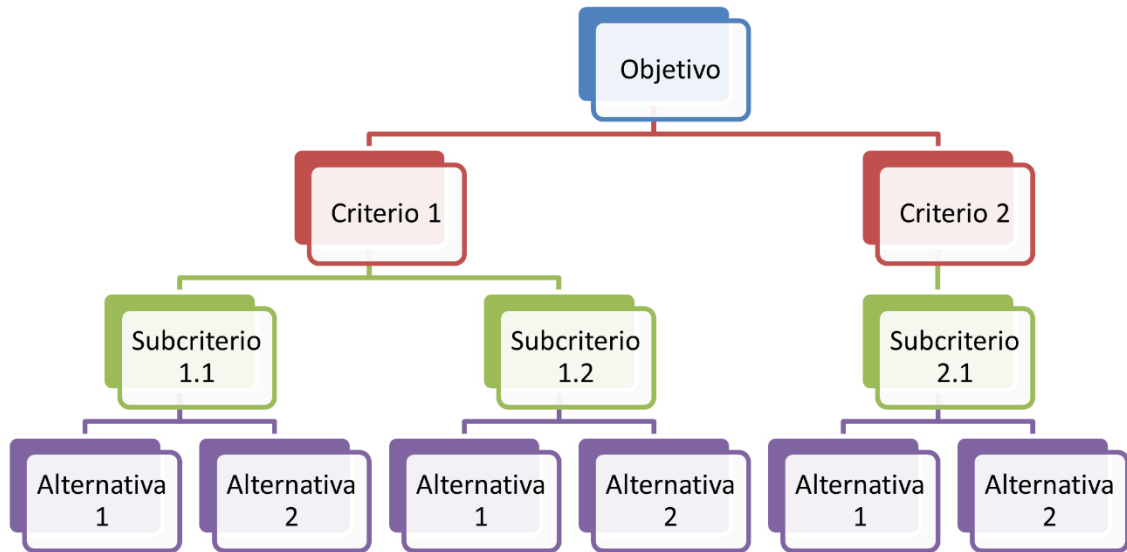 Objetivo
Criterio 1
Criterio 2
Subcriterio
1.1
Subcriterio
1.2
Subcriterio
2.1
Alternativa
1
Alternativa
2
Alternativa
1
Alternativa
2
Alternativa
1
Alternativa
2